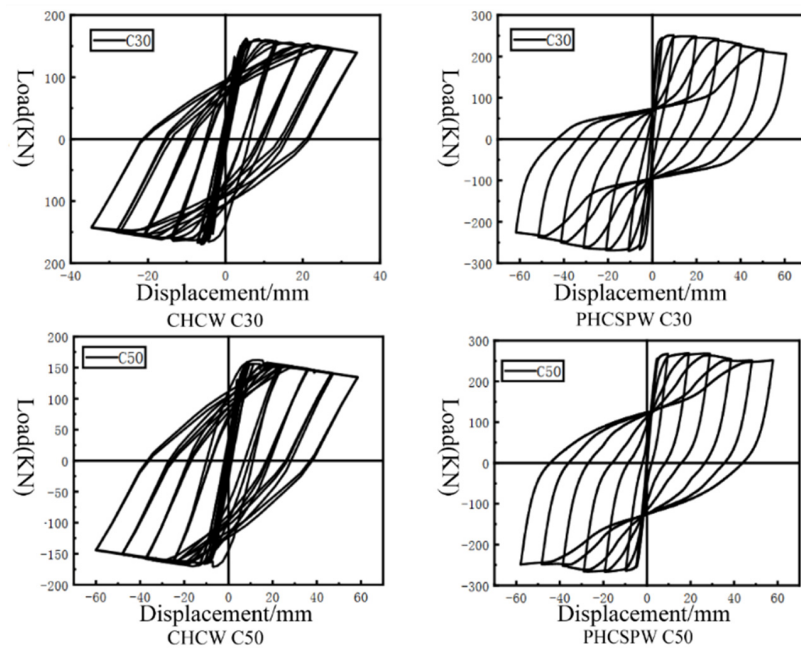 200
C30
100
0
100
200
Load(KN)
-40 -20 0 20 40
Displacement/mm
CHCW C30
300
C30
200
100
0
-100
-200
-300
Load(KN)
-60 -40 -20 0 20 40 60
Displacement/mm
PHCSPW C30
200
C50
150
100
50
0
-50
-100
-150
200
Load(KN)
-60 -40 -20 0 20 40 60
Displacement/mm
CHCW C50
300
C50
200
100
0
-100
-200
-300
Load(KN)
-60 -40 -20 0 20 40 60
Displacement/mm
PHCSPW C50